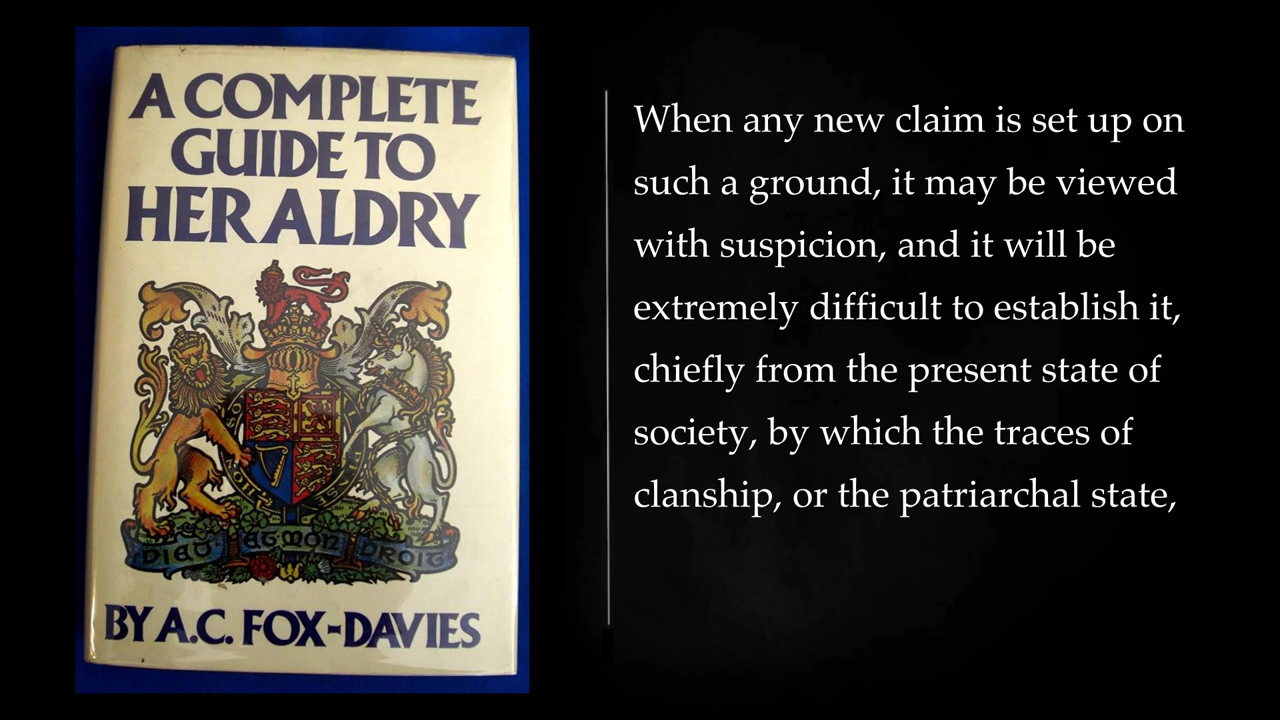 A COMPLETE
GUIDE TO
HERALDRY
DIEU ET MON DROIT
BY A.C. FOX-DAVIES
When any new claim is set up on
such a ground, it may be viewed
with suspicion, and it will be
extremely difficult to establish it,
chiefly from the present state of
society, by which the traces of
clanship, or the patriarchal state,